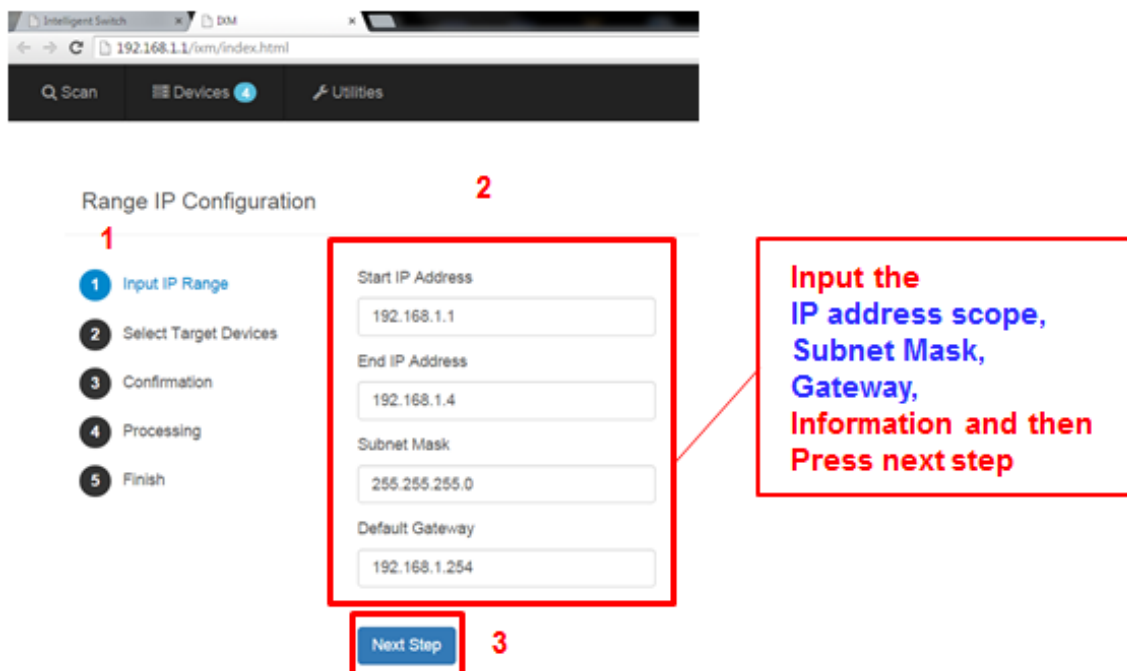 Intelligent Switch
IXM
192.168.1.1/ixm/index.html
Scan
Devices 4
Utilities
Range IP Configuration
2
1
1 Input IP Range
2 Select Target Devices
3 Confirmation
4 Processing
5 Finish
Start IP Address
192.168.1.1
End IP Address
192.168.1.4
Subnet Mask
255.255.255.0
Default Gateway
192.168.1.254
Next Step
3
Input the
IP address scope,
Subnet Mask,
Gateway,
Information and then
Press next step